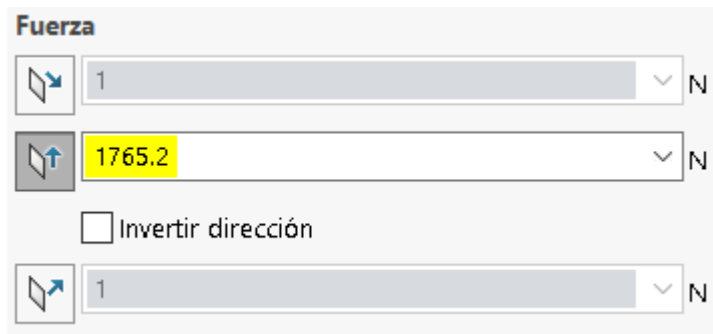 Fuerza
1 N
1765.2 N
Invertir dirección
1 N